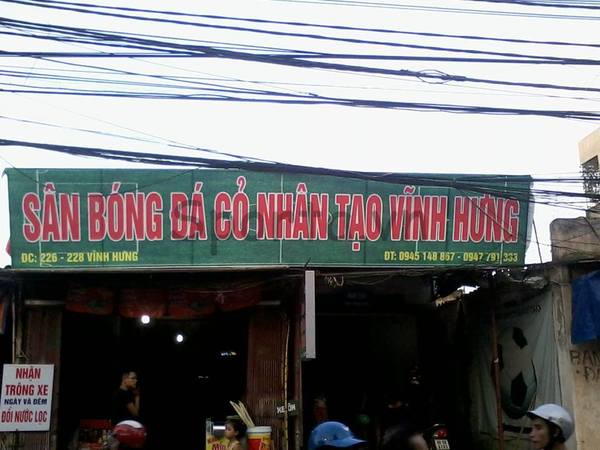 SÂN BÓNG ĐÁ CỎ NHÂN TẠO VĨNH HƯNG
ĐC: 226 - 228 VĨNH HƯNG
ĐT: 0945 148 867 - 0947 791 333
NHẬN
TRÔNG XE
NGÀY VÀ ĐÊM
ĐỔI NƯỚC LỌC